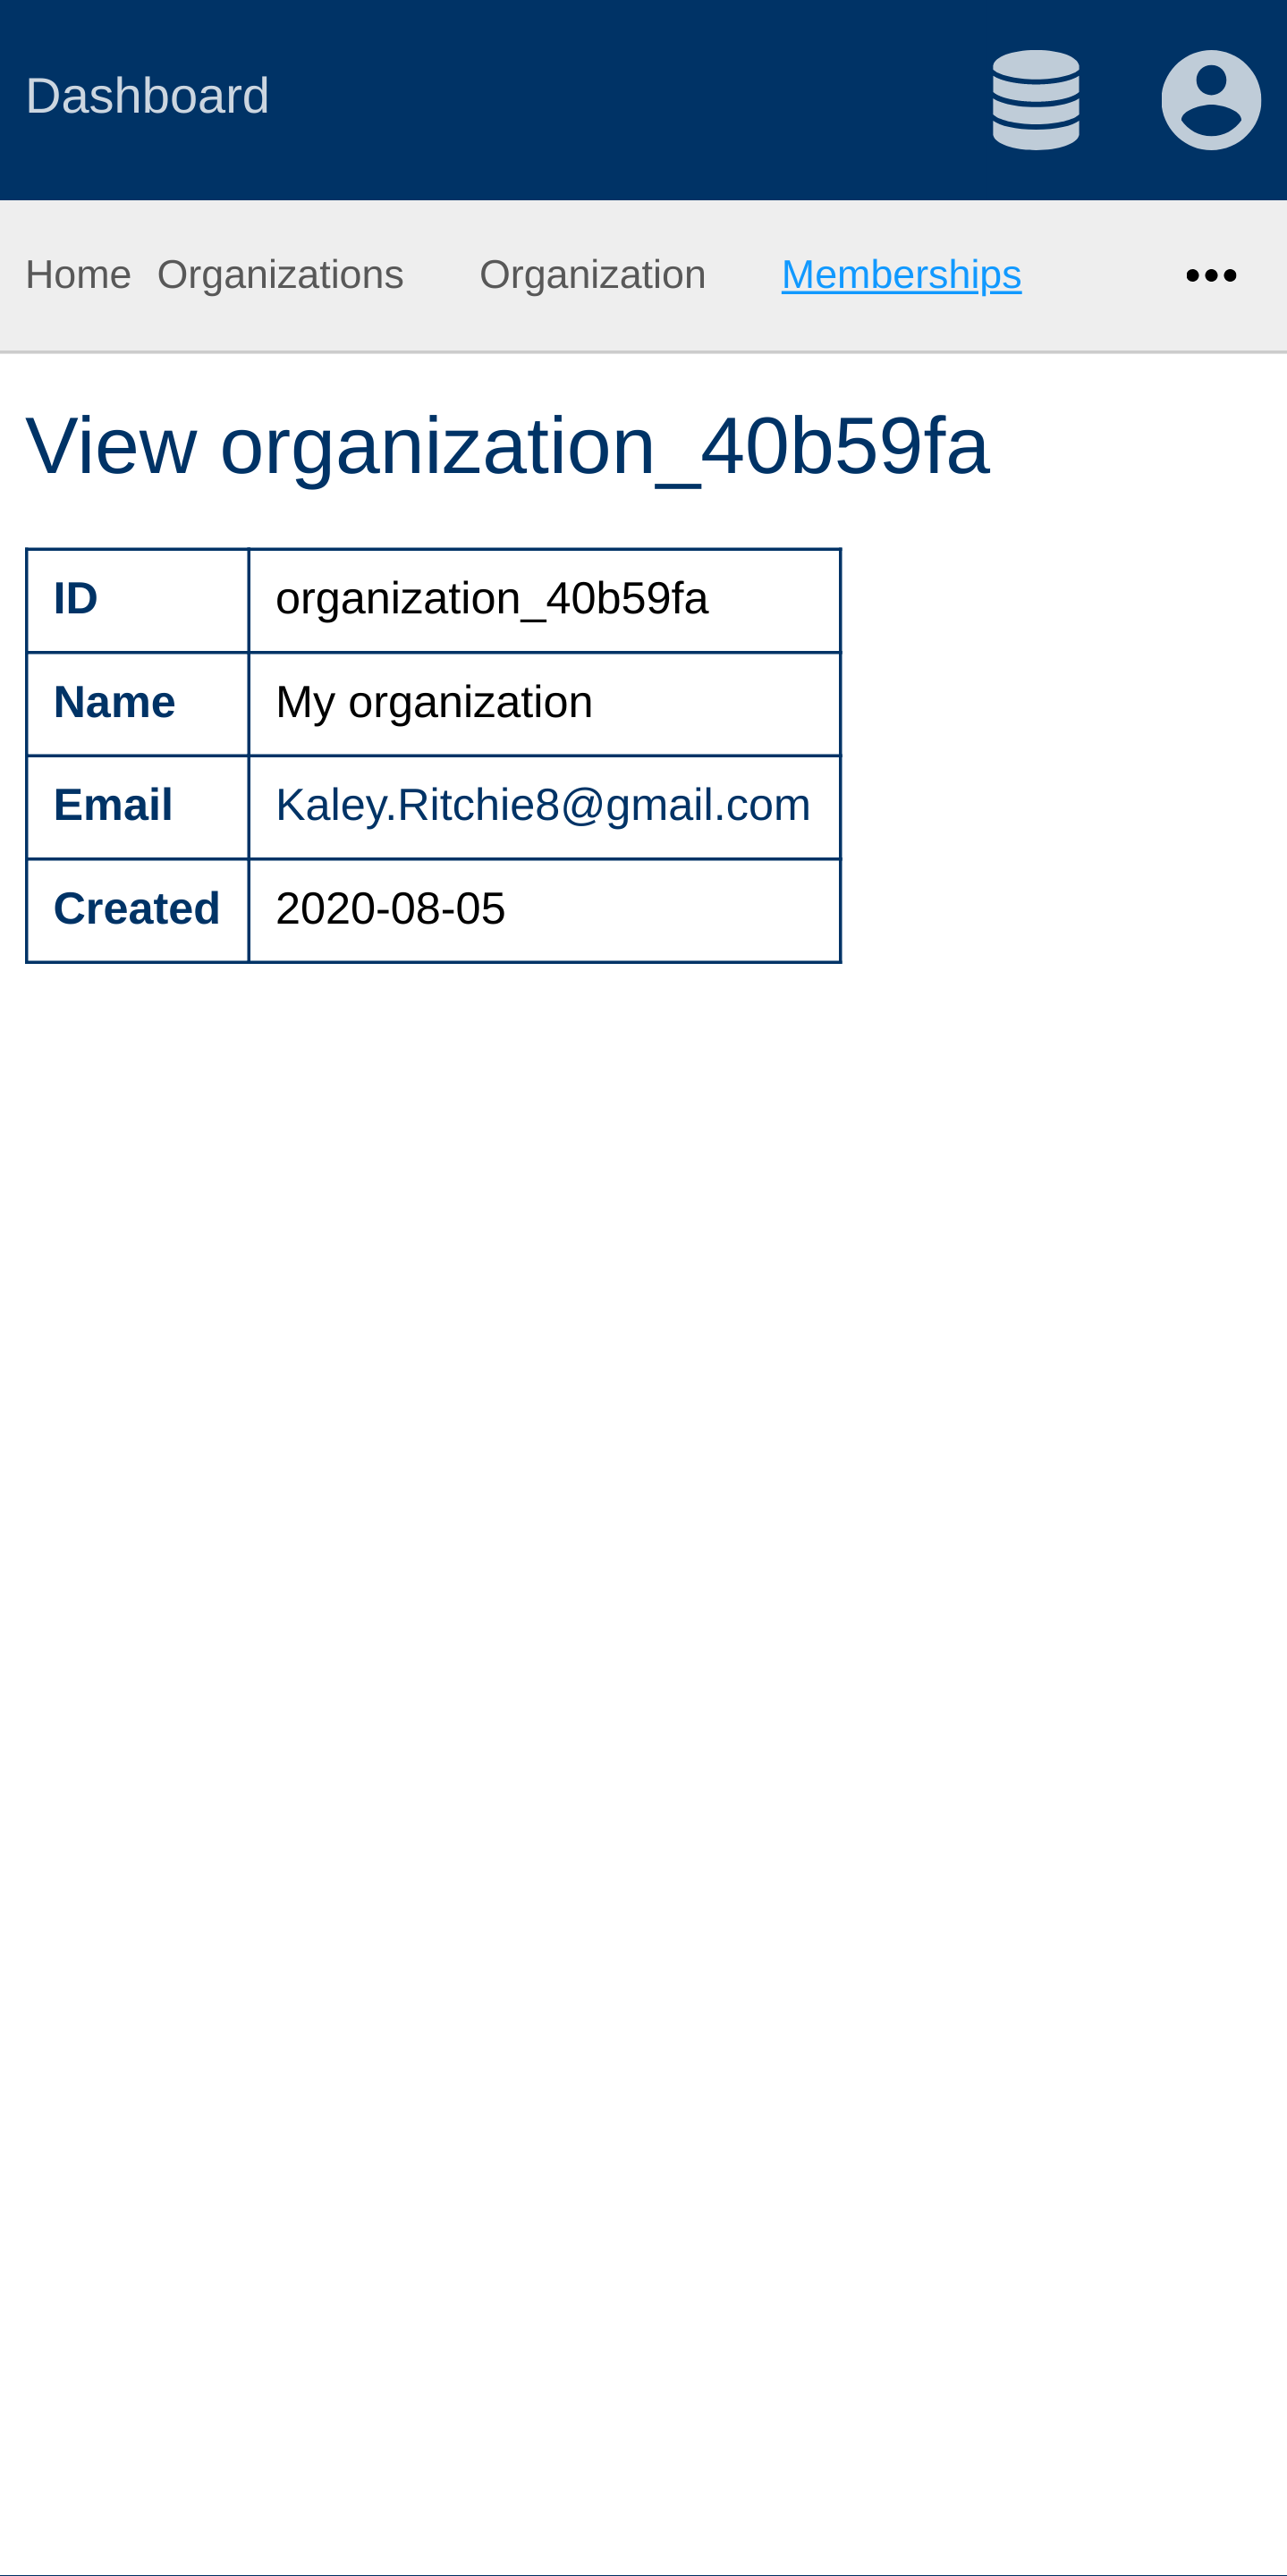 Dashboard
Home Organizations Organization Memberships •••
View organization_40b59fa
ID organization_40b59fa
Name My organization
Email Kaley.Ritchie8@gmail.com
Created 2020-08-05